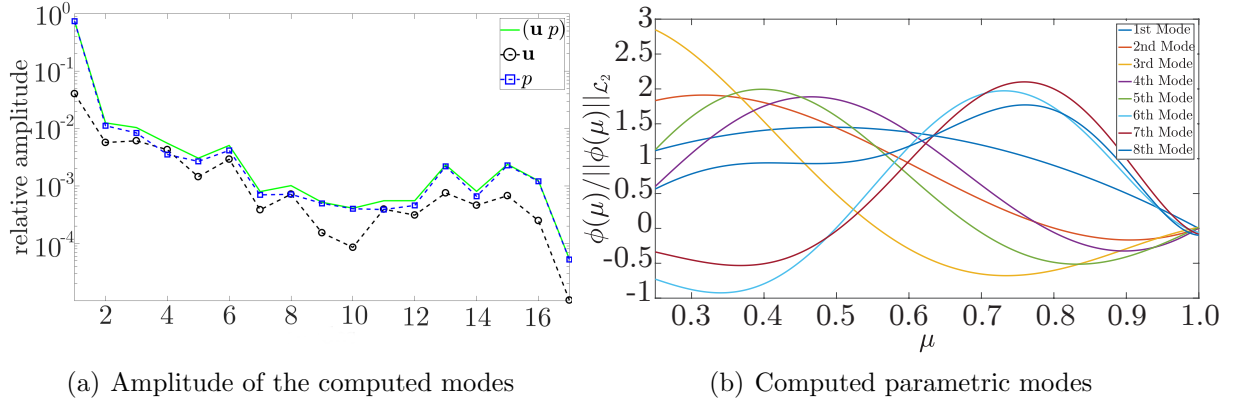 10^0
10^-1
10^-2
10^-3
10^-4
relative amplitude
2 4 6 8 10 12 14 16
(u p)
u
p
3
2.5
2
1.5
1
0.5
0
-0.5
-1
ϕ(μ)/||ϕ(μ)||_{𝓛_2}
0.3 0.4 0.5 0.6 0.7 0.8 0.9 1.0
μ
1st Mode
2nd Mode
3rd Mode
4th Mode
5th Mode
6th Mode
7th Mode
8th Mode
(a) Amplitude of the computed modes
(b) Computed parametric modes